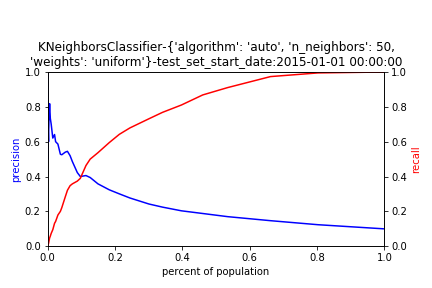 KNeighborsClassifier-{'algorithm': 'auto', 'n_neighbors': 50,
'weights': 'uniform'}-test_set_start_date:2015-01-01 00:00:00
1.0
0.8
0.6
0.4
0.2
0.0
precision
1.0
0.8
0.6
0.4
0.2
0.0
recall
0.0 0.2 0.4 0.6 0.8 1.0
percent of population